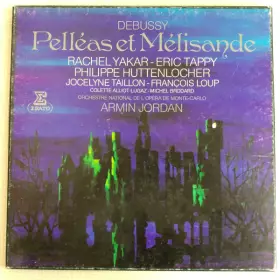 DEBUSSY
Pelléas et Mélisande
RACHEL YAKAR - ERIC TAPPY
PHILIPPE HUTTENLOCHER
JOCELYNE TAILLON - FRANÇOIS LOUP
COLETTE ALLIOT-LUGAZ - MICHEL BRODARD
ORCHESTRE NATIONAL DE L'OPÉRA DE MONTE-CARLO
ARMIN JORDAN
ERATO